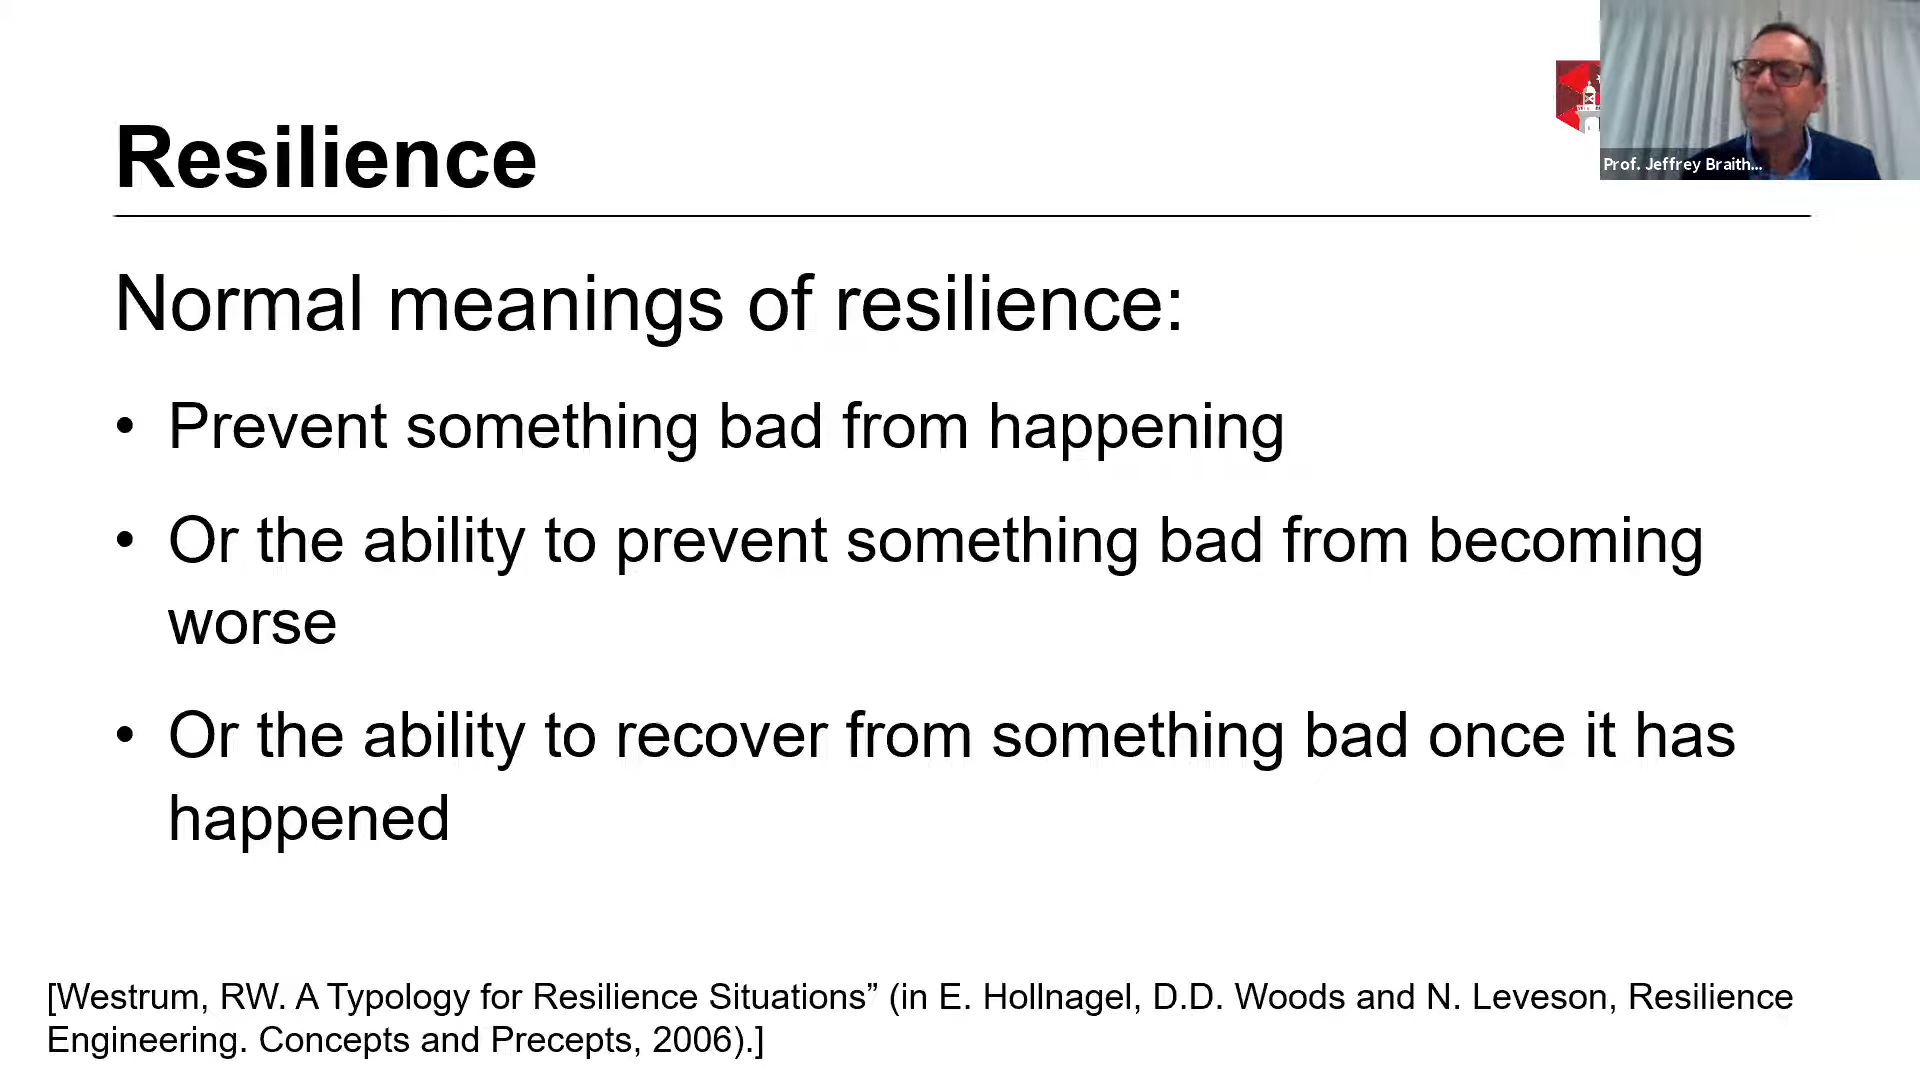 Resilience
Prof. Jeffrey Braith...
Normal meanings of resilience:
• Prevent something bad from happening
• Or the ability to prevent something bad from becoming
worse
• Or the ability to recover from something bad once it has
happened
[Westrum, RW. A Typology for Resilience Situations” (in E. Hollnagel, D.D. Woods and N. Leveson, Resilience
Engineering. Concepts and Precepts, 2006).]